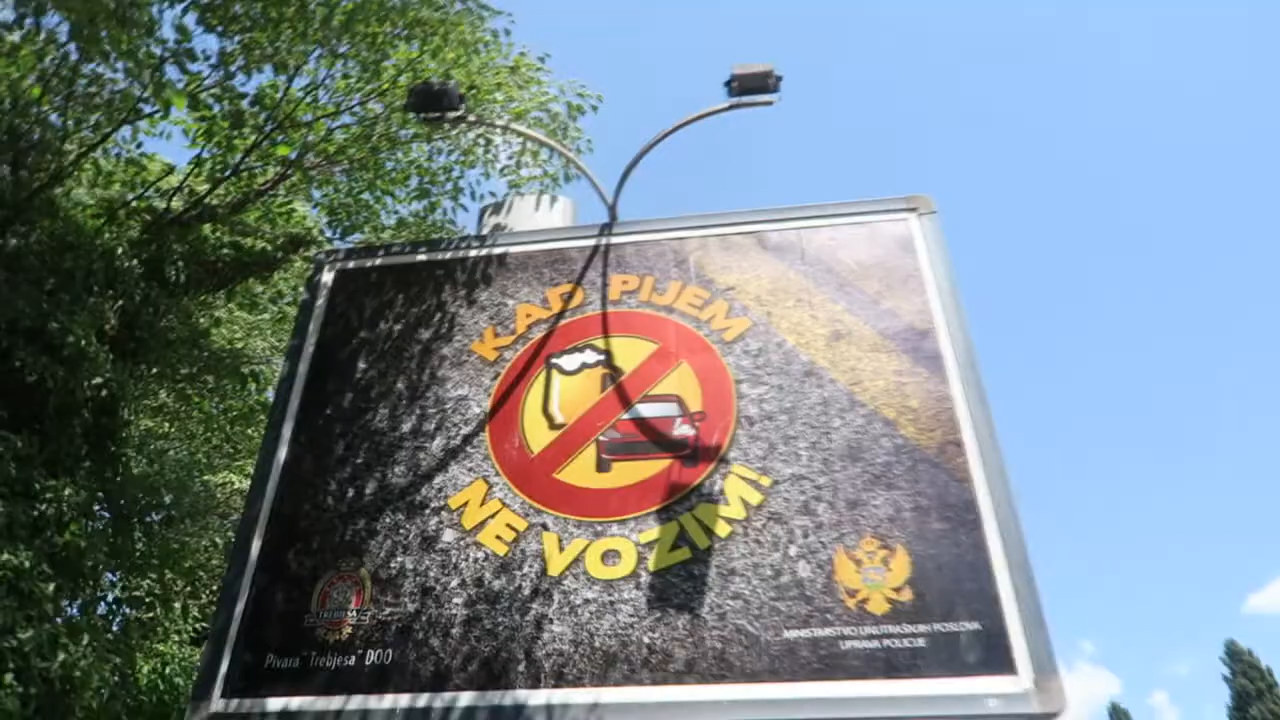 KAD PIJEM
NE VOZIM!
TREBJESA
Pivara "Trebjesa" DOO
MINISTARSTVO UNUTRAŠNJIH POSLOVA
UPRAVA POLICIJE